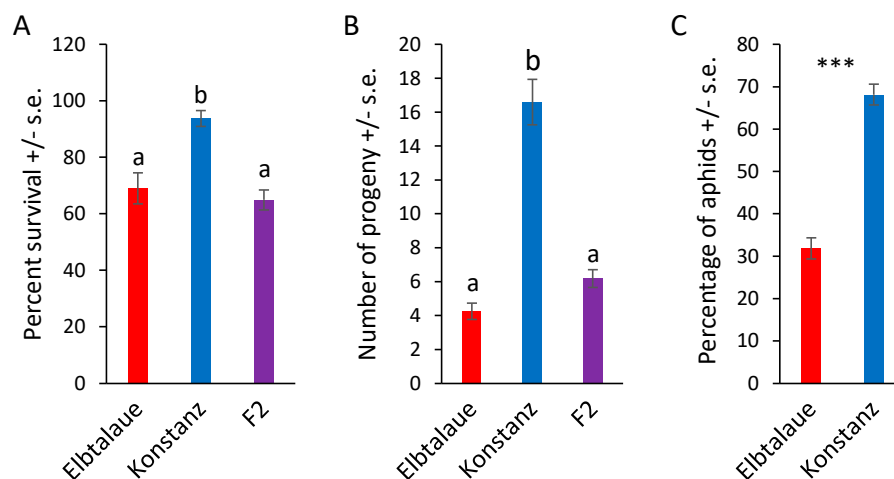 A
Percent survival +/- s.e.
120
100
80
60
40
20
0
a
b
a
Elbtalaue
Konstanz
F2
B
Number of progeny +/- s.e.
20
18
16
14
12
10
8
6
4
2
0
a
b
a
Elbtalaue
Konstanz
F2
C
Percentage of aphids +/- s.e.
80
70
60
50
40
30
20
10
0
***
Elbtalaue
Konstanz